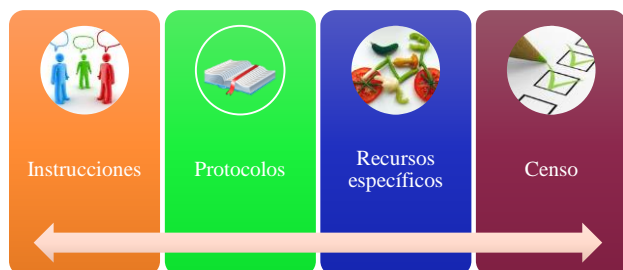 Instrucciones
Protocolos
Recursos
específicos
Censo